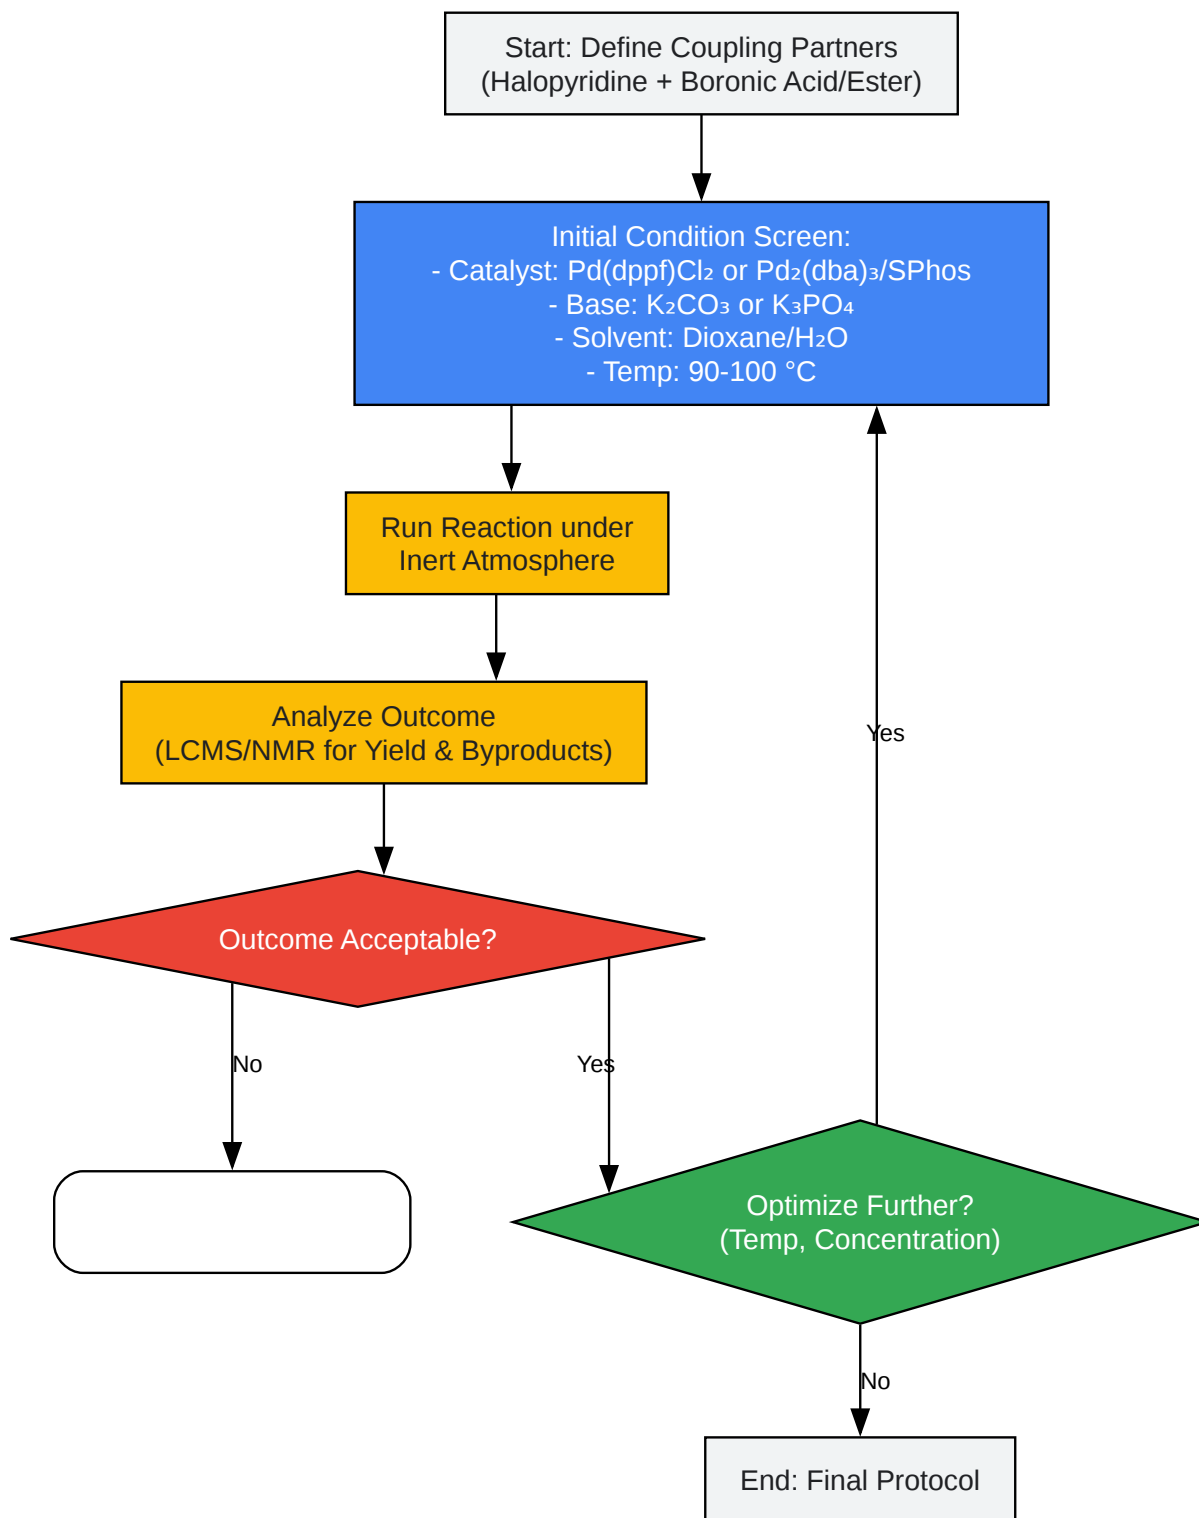 Start: Define Coupling Partners
(Halopyridine + Boronic Acid/Ester)
Initial Condition Screen:
- Catalyst: Pd(dppf)Cl₂ or Pd₂(dba)₃/SPhos
- Base: K₂CO₃ or K₃PO₄
- Solvent: Dioxane/H₂O
- Temp: 90-100 °C
Run Reaction under
Inert Atmosphere
Analyze Outcome
(LCMS/NMR for Yield & Byproducts)
Yes
Outcome Acceptable?
No
Yes
Optimize Further?
(Temp, Concentration)
No
End: Final Protocol